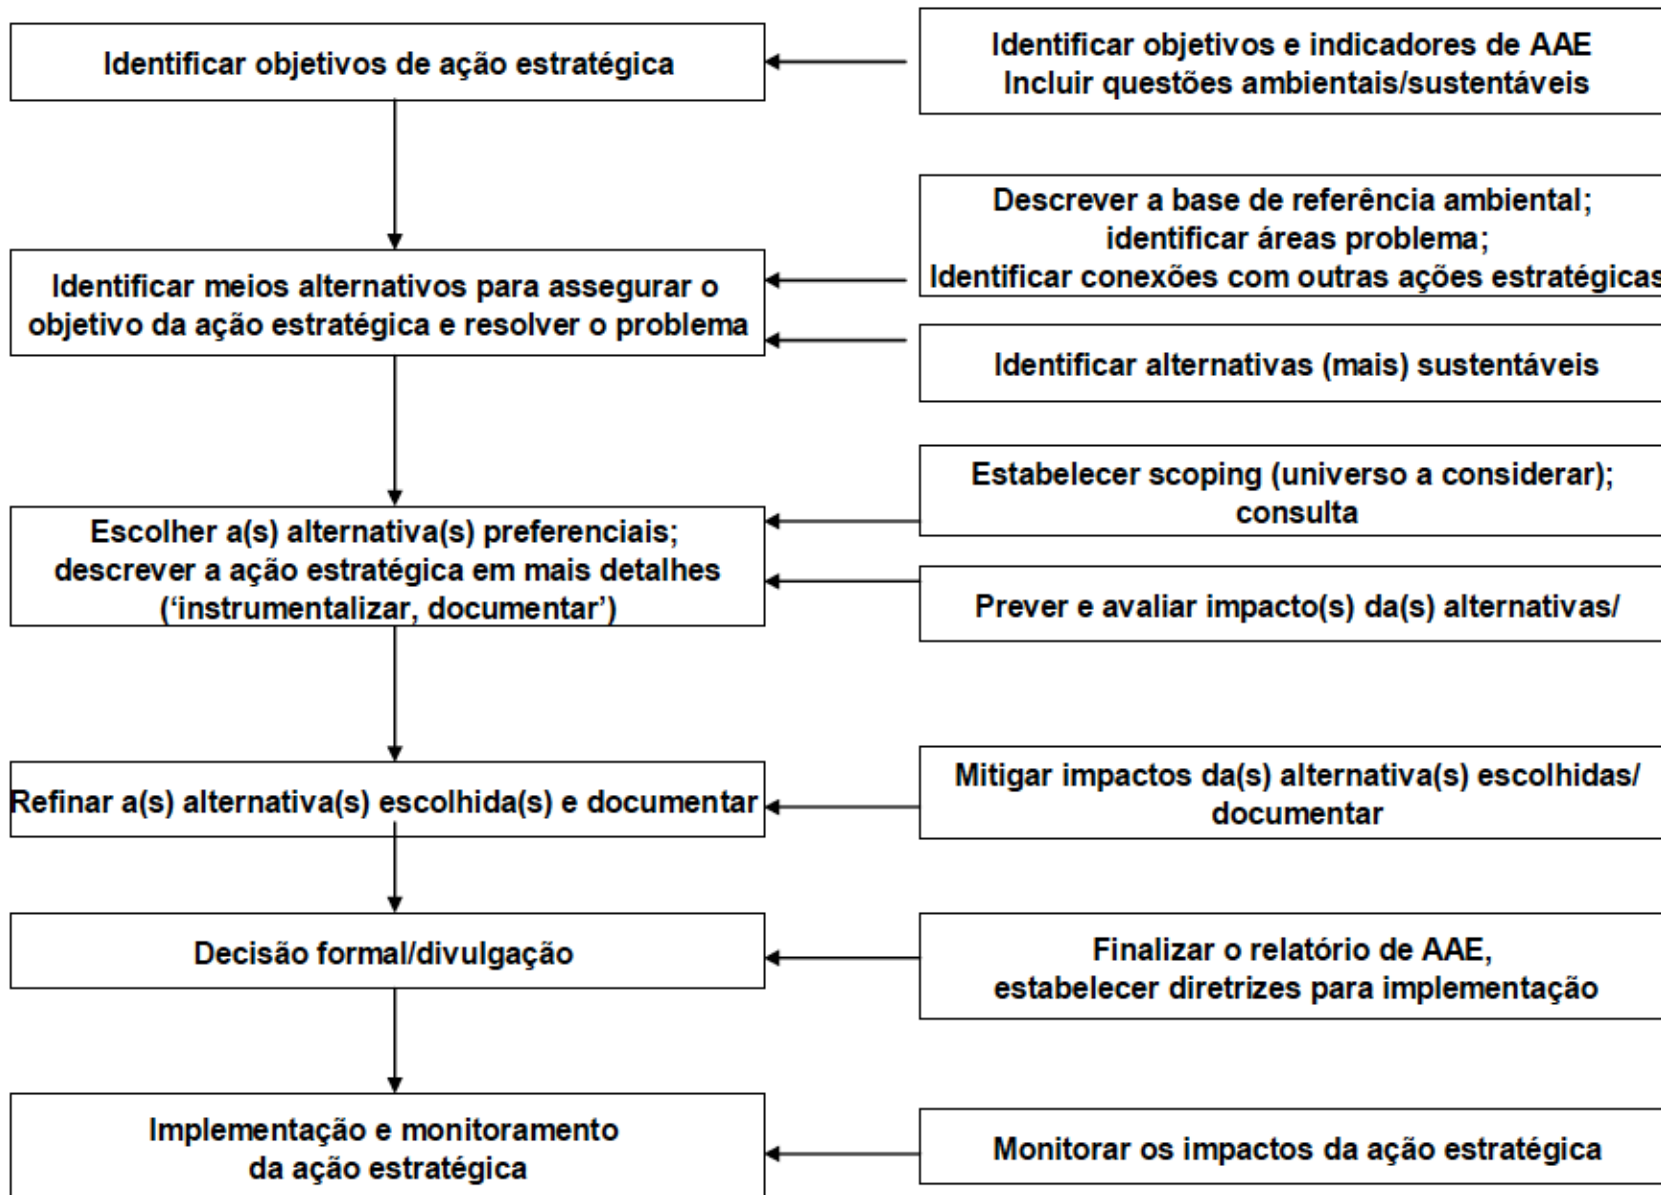 Identificar objetivos de ação estratégica
Identificar objetivos e indicadores de AAE
Incluir questões ambientais/sustentáveis
Descrever a base de referência ambiental;
identificar áreas problema;
Identificar conexões com outras ações estratégicas
Identificar meios alternativos para assegurar o
objetivo da ação estratégica e resolver o problema
Identificar alternativas (mais) sustentáveis
Estabelecer scoping (universo a considerar);
consulta
Escolher a(s) alternativa(s) preferenciais;
descrever a ação estratégica em mais detalhes
(‘instrumentalizar, documentar’)
Prever e avaliar impacto(s) da(s) alternativas/
Refinar a(s) alternativa(s) escolhida(s) e documentar
Mitigar impactos da(s) alternativa(s) escolhidas/
documentar
Decisão formal/divulgação
Finalizar o relatório de AAE,
estabelecer diretrizes para implementação
Implementação e monitoramento
da ação estratégica
Monitorar os impactos da ação estratégica